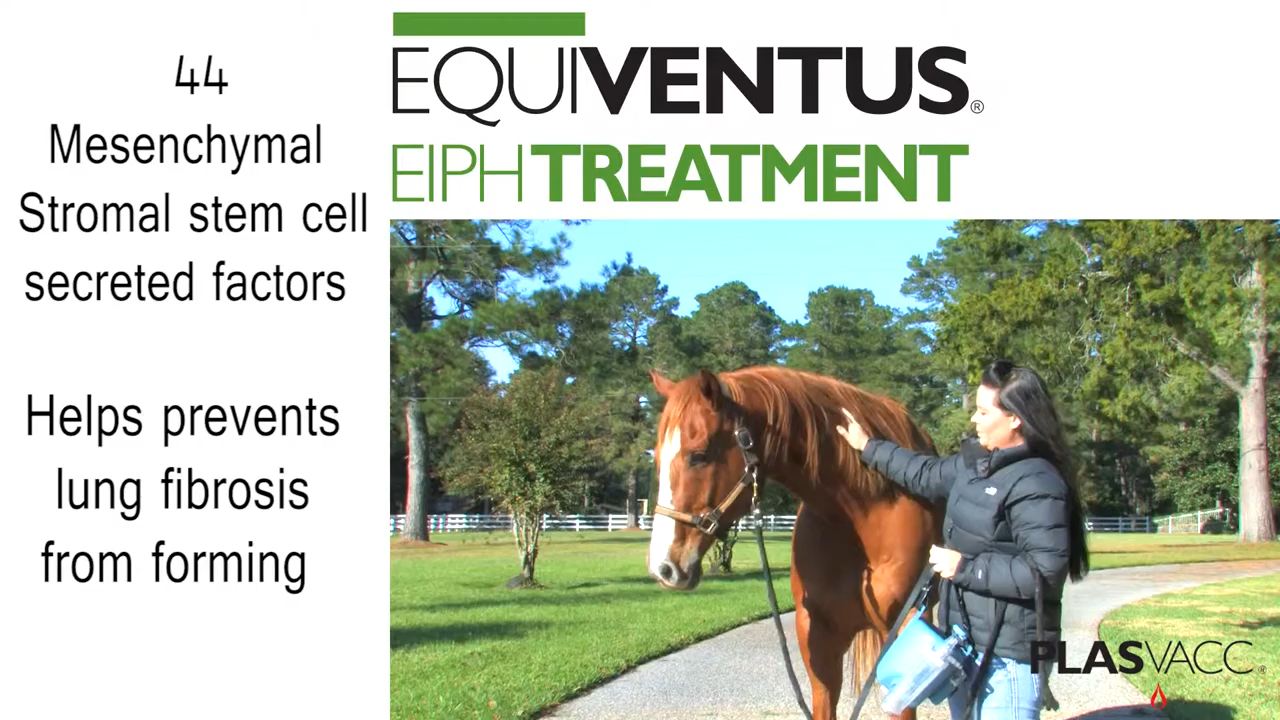 44
Mesenchymal
Stromal stem cell
secreted factors
Helps prevents
lung fibrosis
from forming
EQUIVENTUS®
EIPH TREATMENT
PLASVACC®